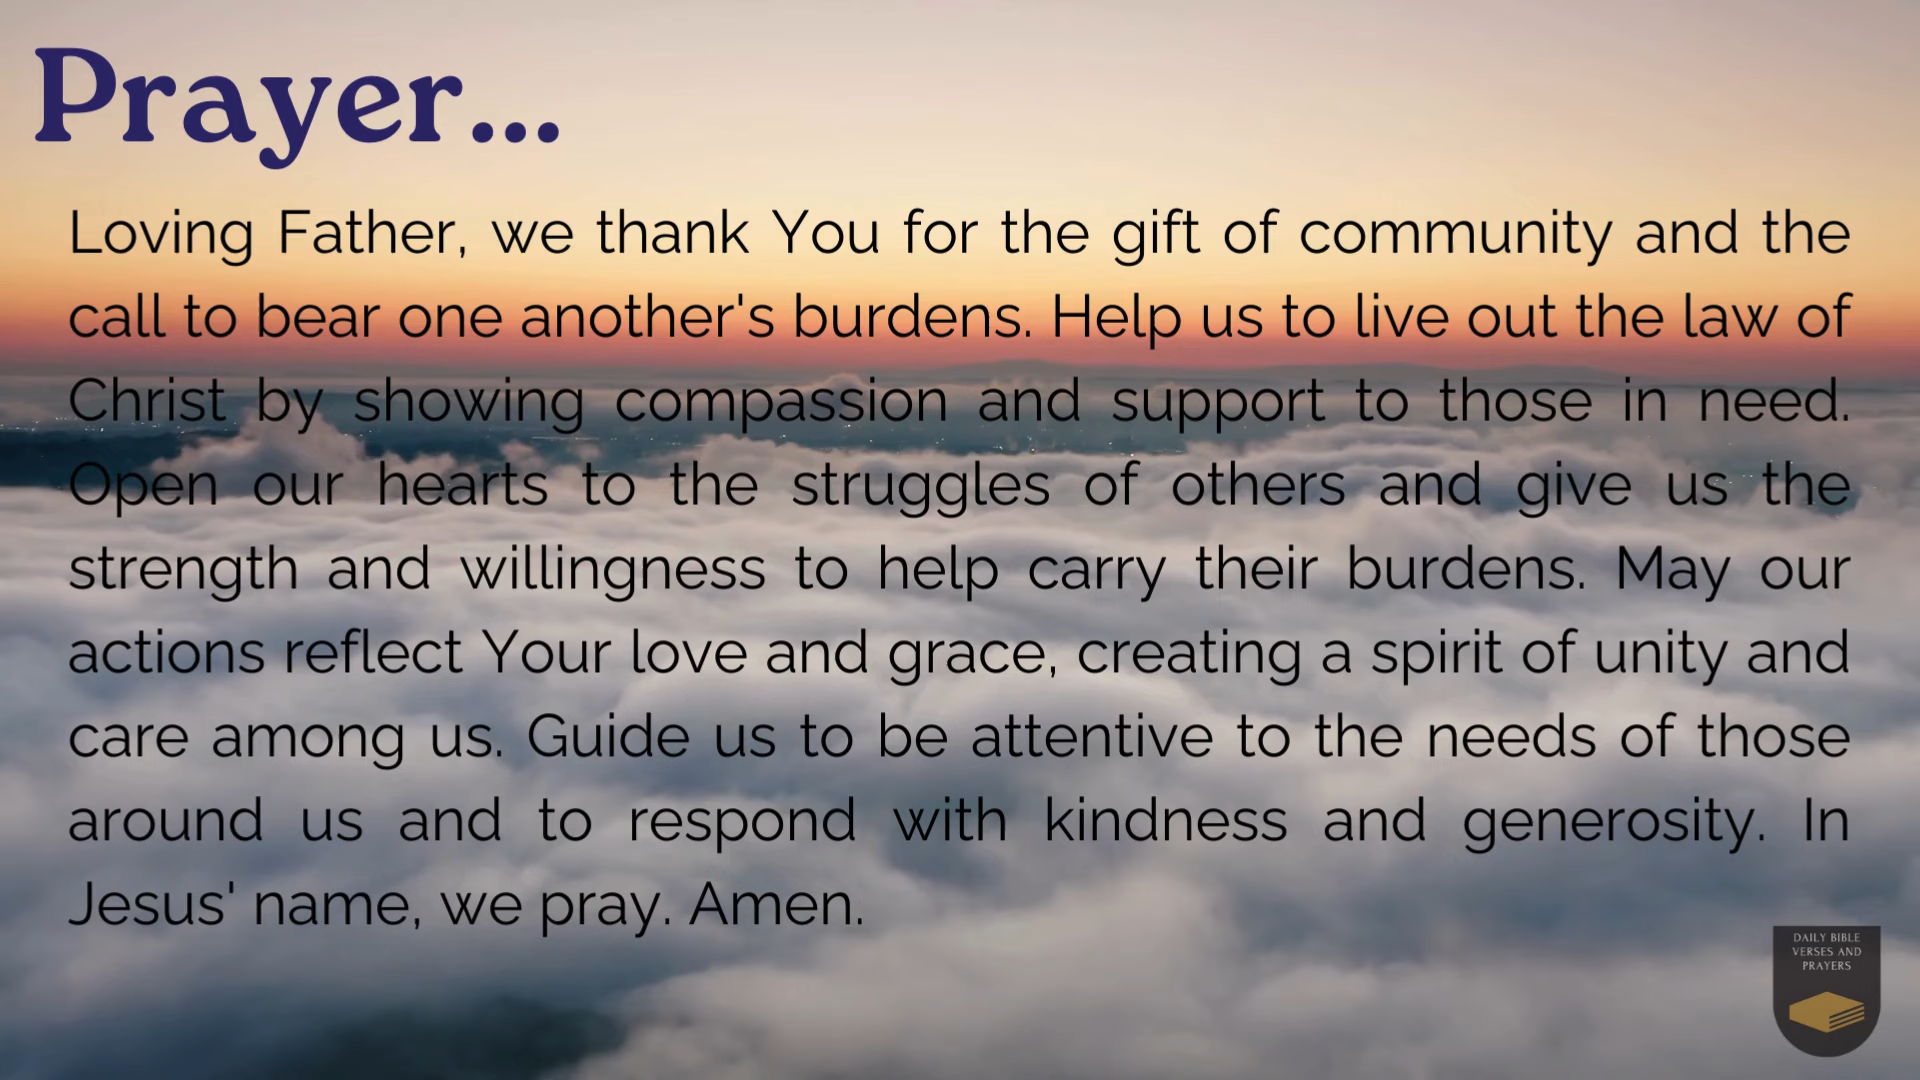 Prayer...
Loving Father, we thank You for the gift of community and the
call to bear one another's burdens. Help us to live out the law of
Christ by showing compassion and support to those in need.
Open our hearts to the struggles of others and give us the
strength and willingness to help carry their burdens. May our
actions reflect Your love and grace, creating a spirit of unity and
care among us. Guide us to be attentive to the needs of those
around us and to respond with kindness and generosity. In
Jesus' name, we pray. Amen.
DAILY BIBLE
VERSES AND
PRAYERS